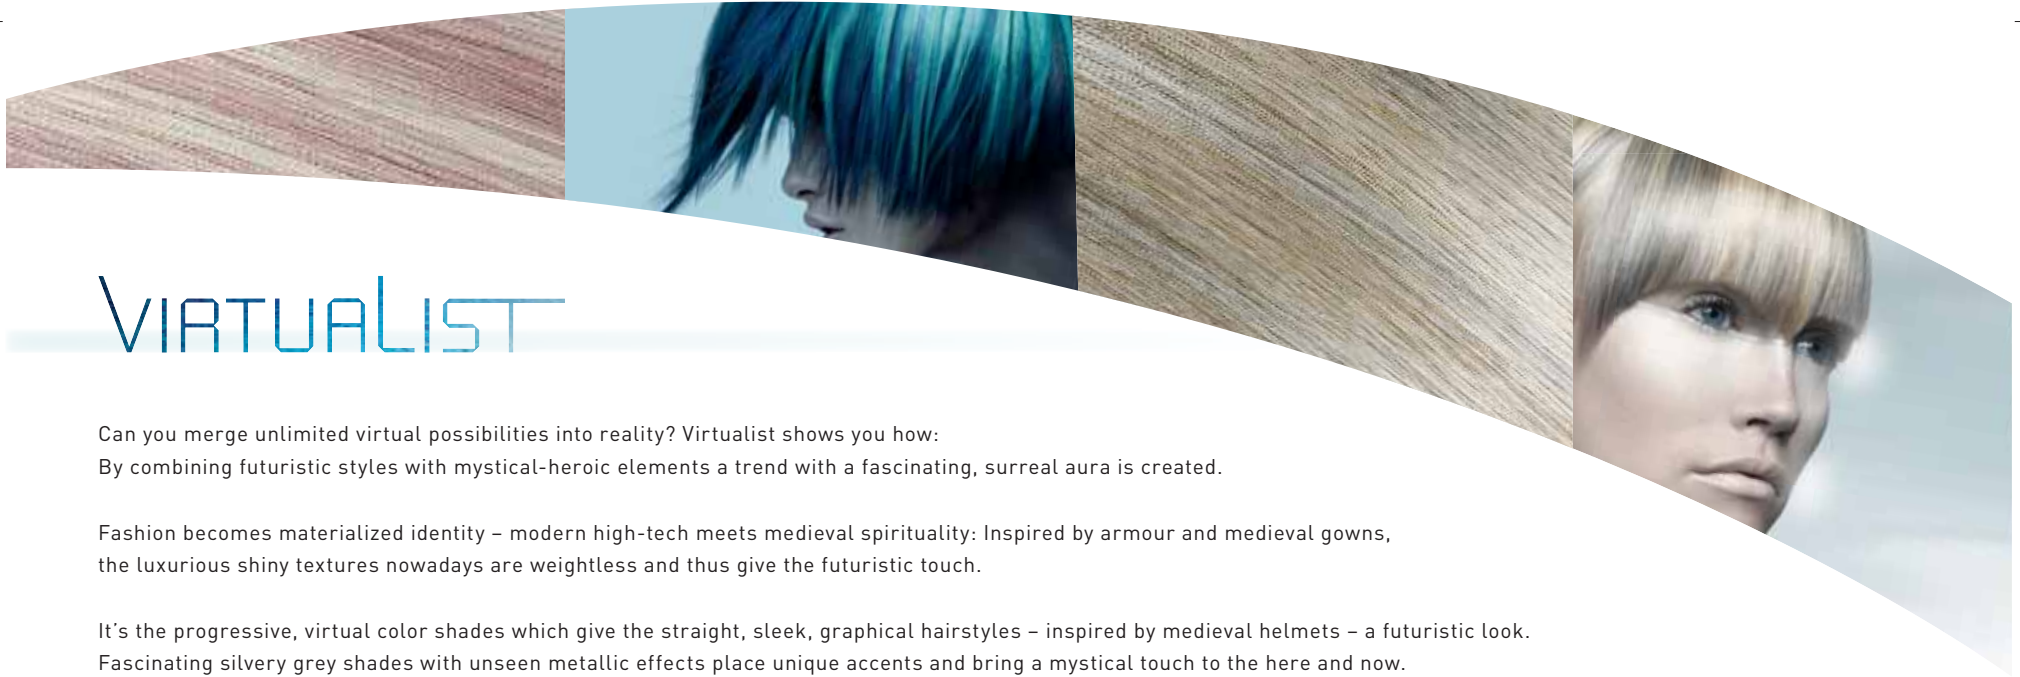 VIRTUALIST
Can you merge unlimited virtual possibilities into reality? Virtualist shows you how:
By combining futuristic styles with mystical-heroic elements a trend with a fascinating, surreal aura is created.
Fashion becomes materialized identity – modern high-tech meets medieval spirituality: Inspired by armour and medieval gowns,
the luxurious shiny textures nowadays are weightless and thus give the futuristic touch.
It's the progressive, virtual color shades which give the straight, sleek, graphical hairstyles – inspired by medieval helmets – a futuristic look.
Fascinating silvery grey shades with unseen metallic effects place unique accents and bring a mystical touch to the here and now.